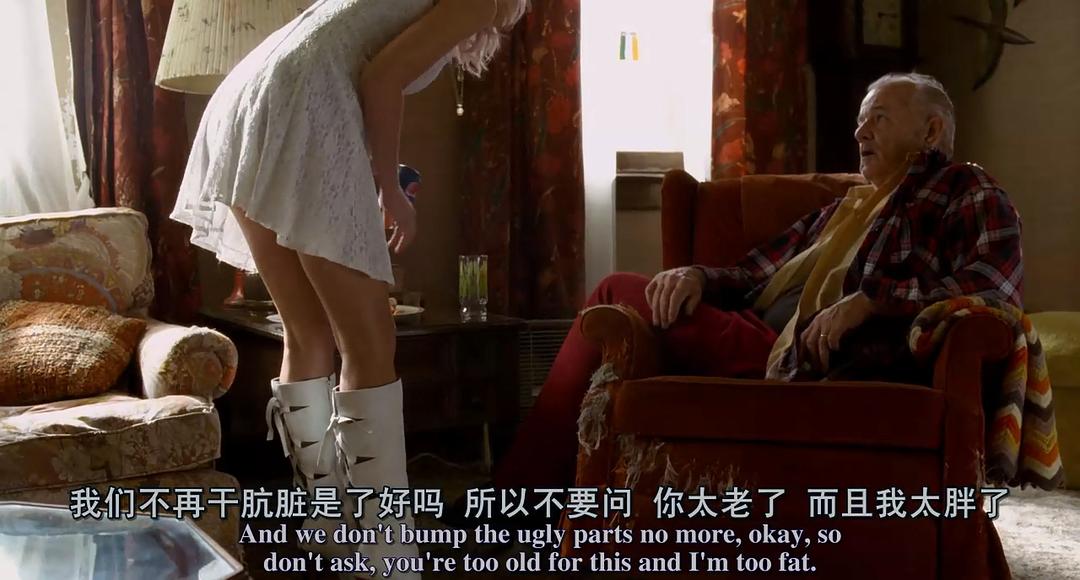 我们不再干肮脏是了好吗 所以不要问 你太老了 而且我太胖了
And we don't bump the ugly parts no more, okay, so
don't ask, you're too old for this and I'm too fat.